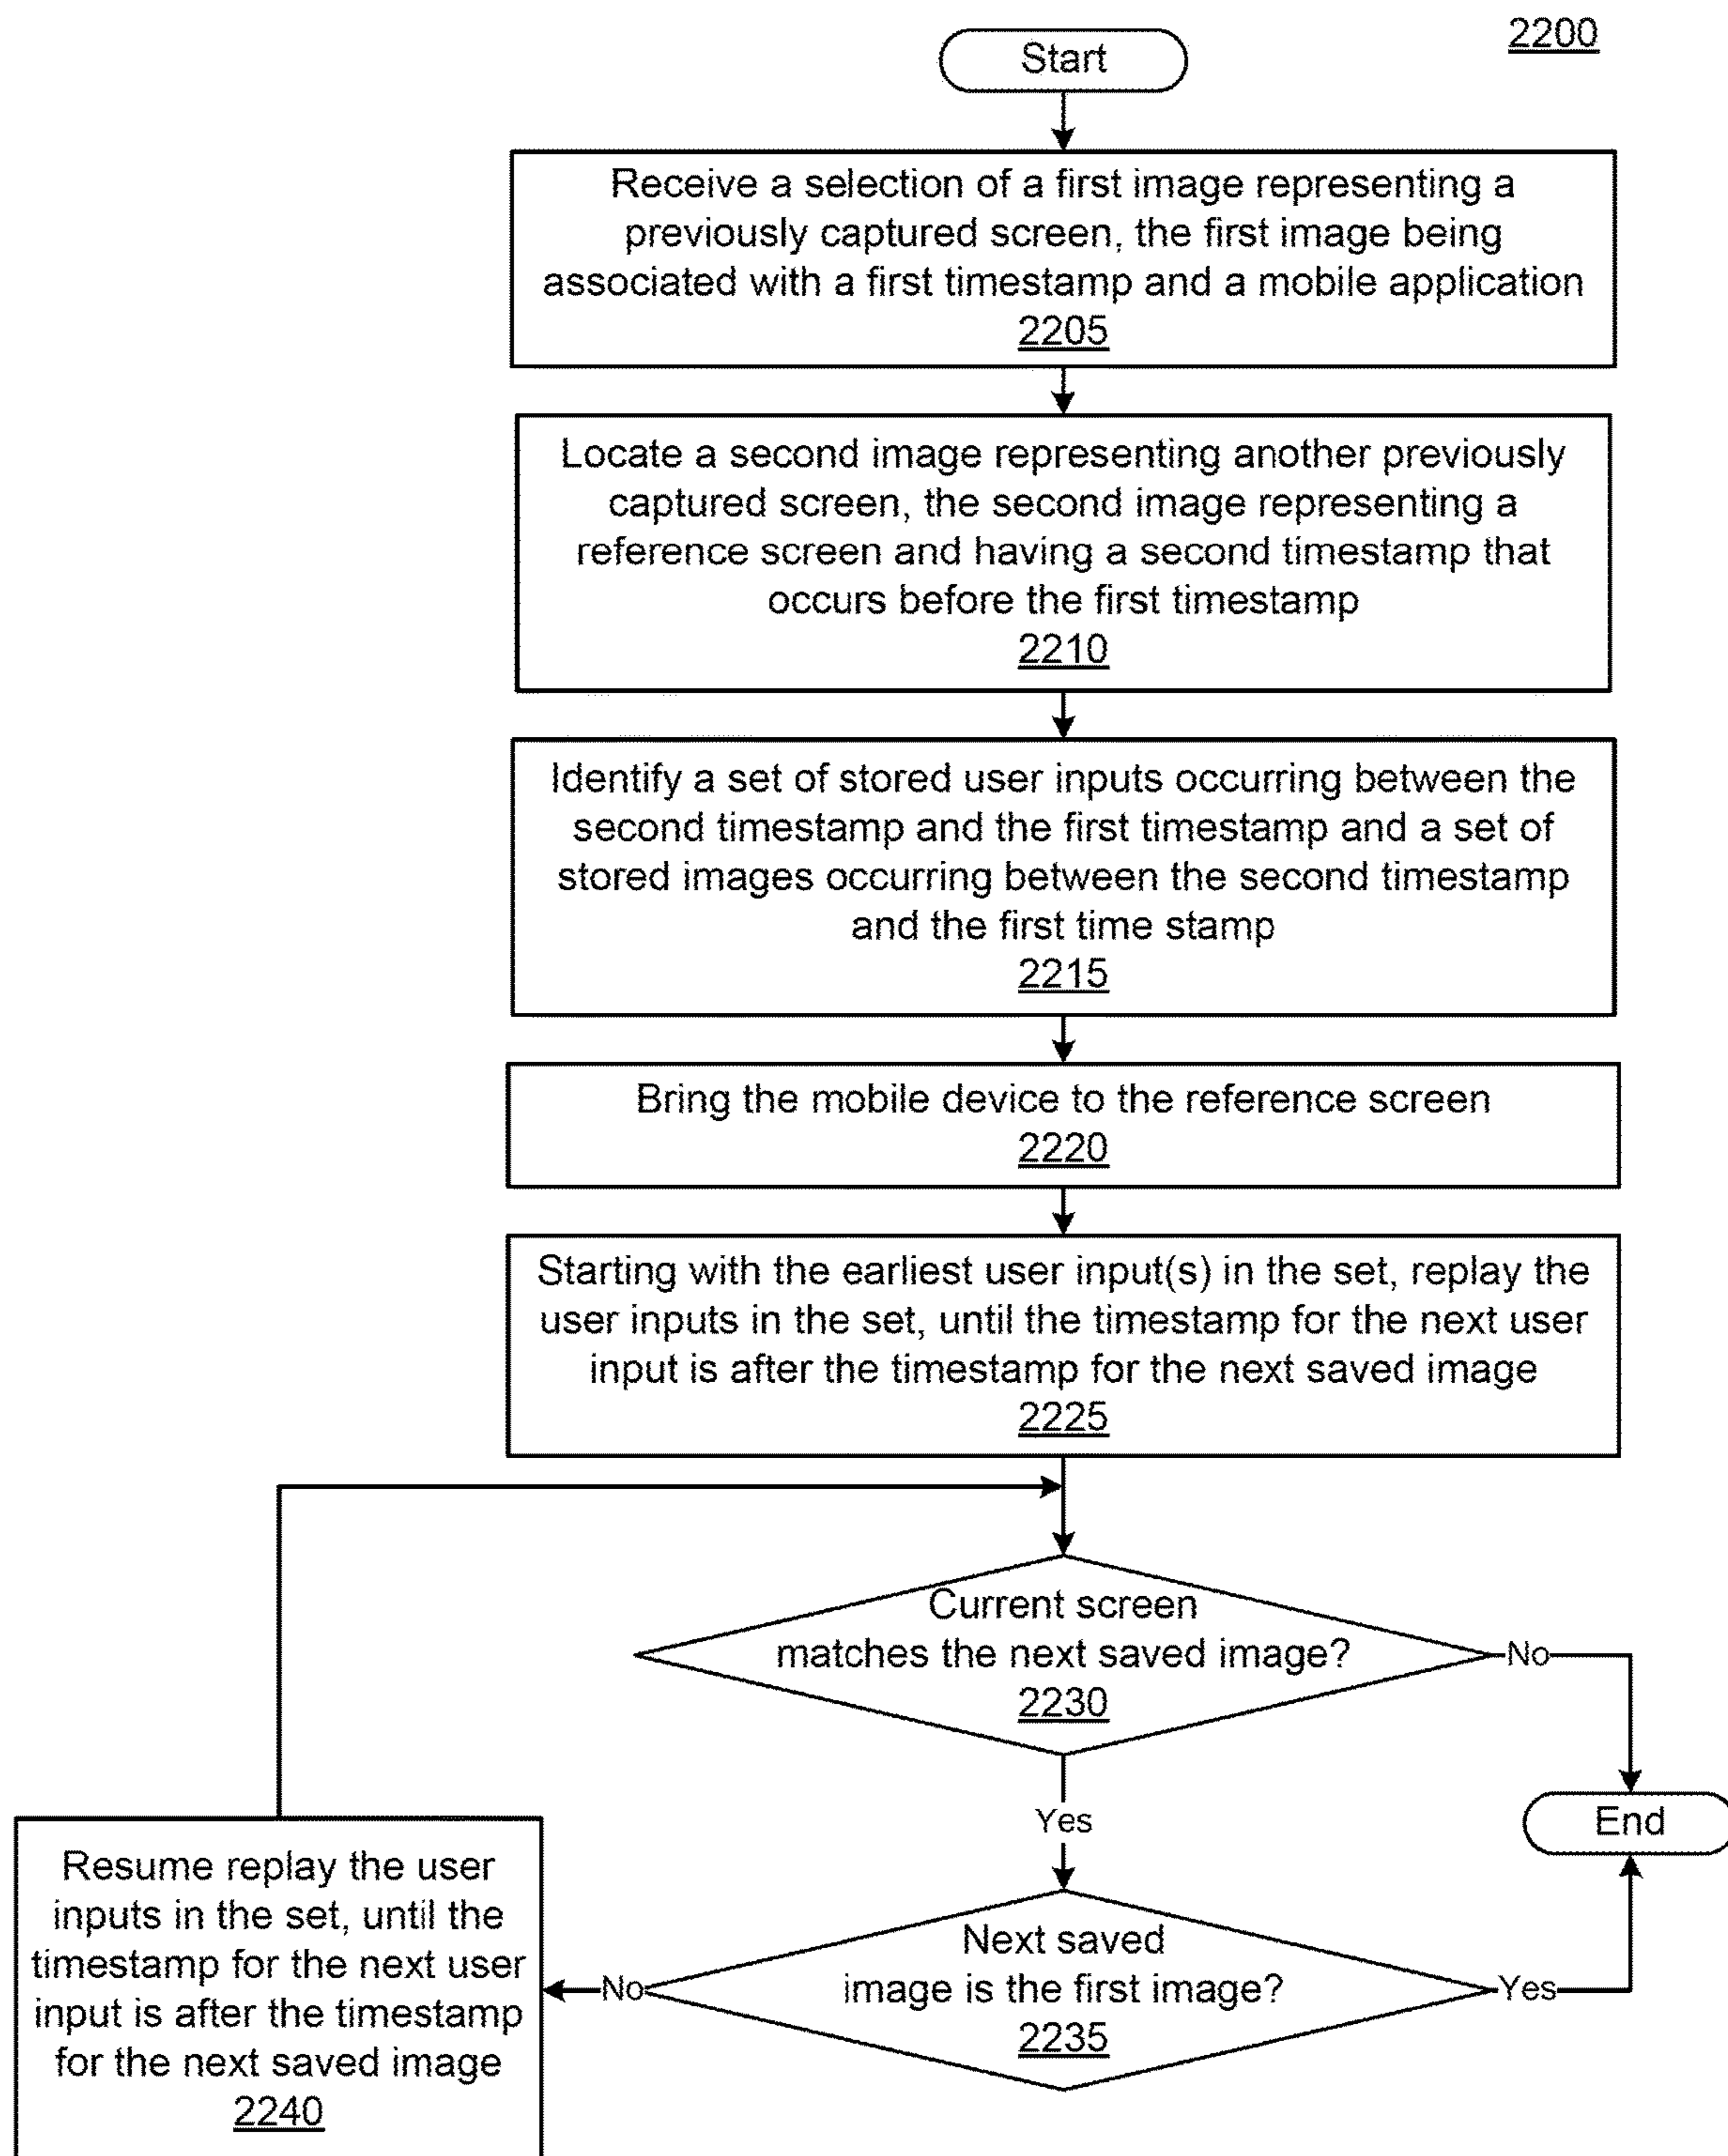 2200
Start
Receive a selection of a first image representing a
previously captured screen, the first image being
associated with a first timestamp and a mobile application
2205
Locate a second image representing another previously
captured screen, the second image representing a
reference screen and having a second timestamp that
occurs before the first timestamp
2210
Identify a set of stored user inputs occurring between the
second timestamp and the first timestamp and a set of
stored images occurring between the second timestamp
and the first time stamp
2215
Bring the mobile device to the reference screen
2220
Starting with the earliest user input(s) in the set, replay the
user inputs in the set, until the timestamp for the next user
input is after the timestamp for the next saved image
2225
Current screen
matches the next saved image?
2230
No
Yes
End
Next saved
image is the first image?
2235
Yes
No
Resume replay the user
inputs in the set, until the
timestamp for the next user
input is after the timestamp
for the next saved image
2240